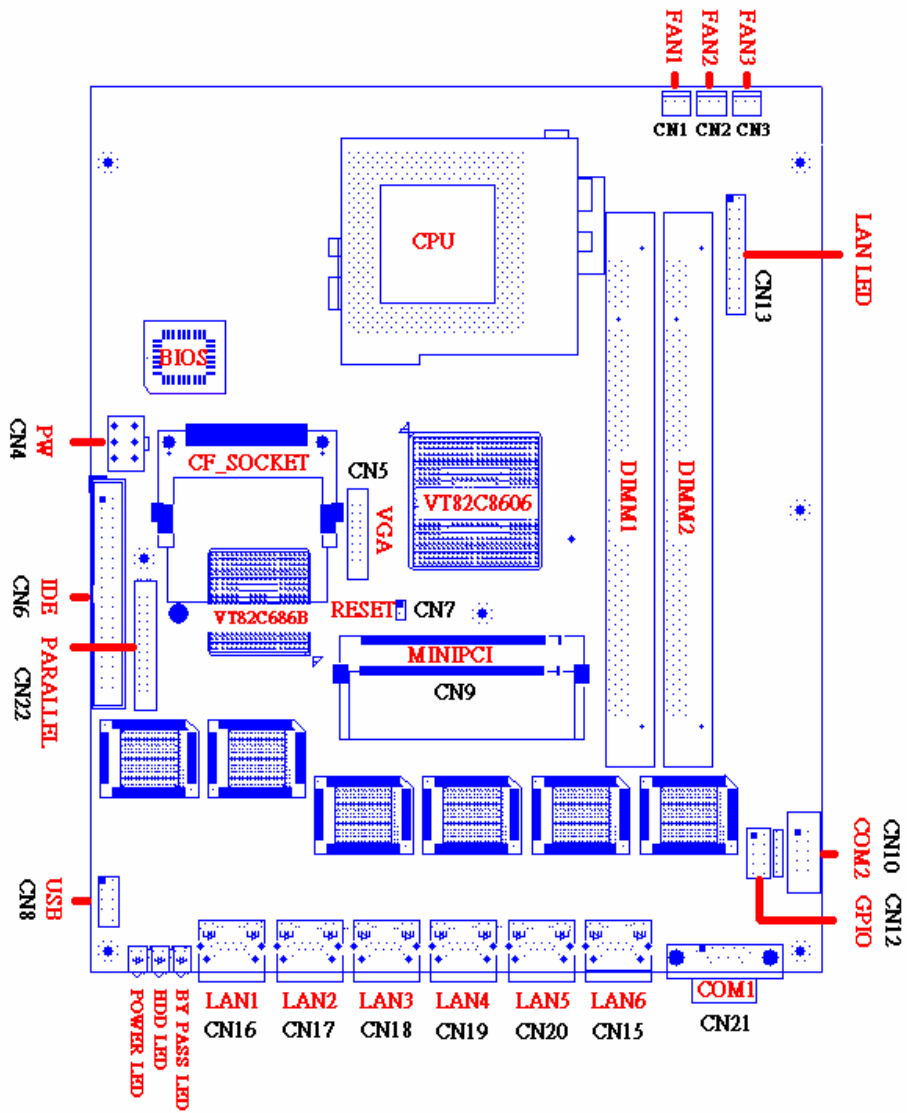 FAN1
FAN2
FAN3
CN1
CN2
CN3
CPU
LAN LED
CN13
BIOS
PW
CN4
CF_SOCKET
CN5
VGA
VT82C8606
DIMM1
DIMM2
IDE
CN6
VT82C686B
RESET
CN7
PARALLEL
CN22
MINIPCI
CN9
CN10
COM2
CN12
GPIO
USB
CN8
POWER LED
HDD LED
BY PASS LED
LAN1
LAN2
LAN3
LAN4
LAN5
LAN6
COM1
CN16
CN17
CN18
CN19
CN20
CN15
CN21